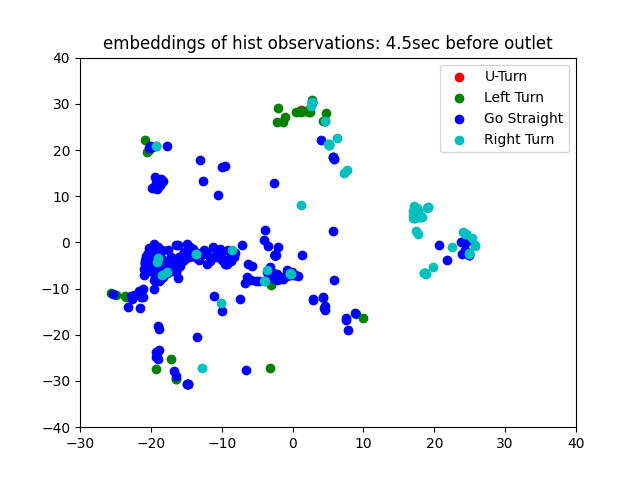 embeddings of hist observations: 4.5sec before outlet
U-Turn
Left Turn
Go Straight
Right Turn
40
30
20
10
0
−10
−20
−30
−40
−30 −20 −10 0 10 20 30 40